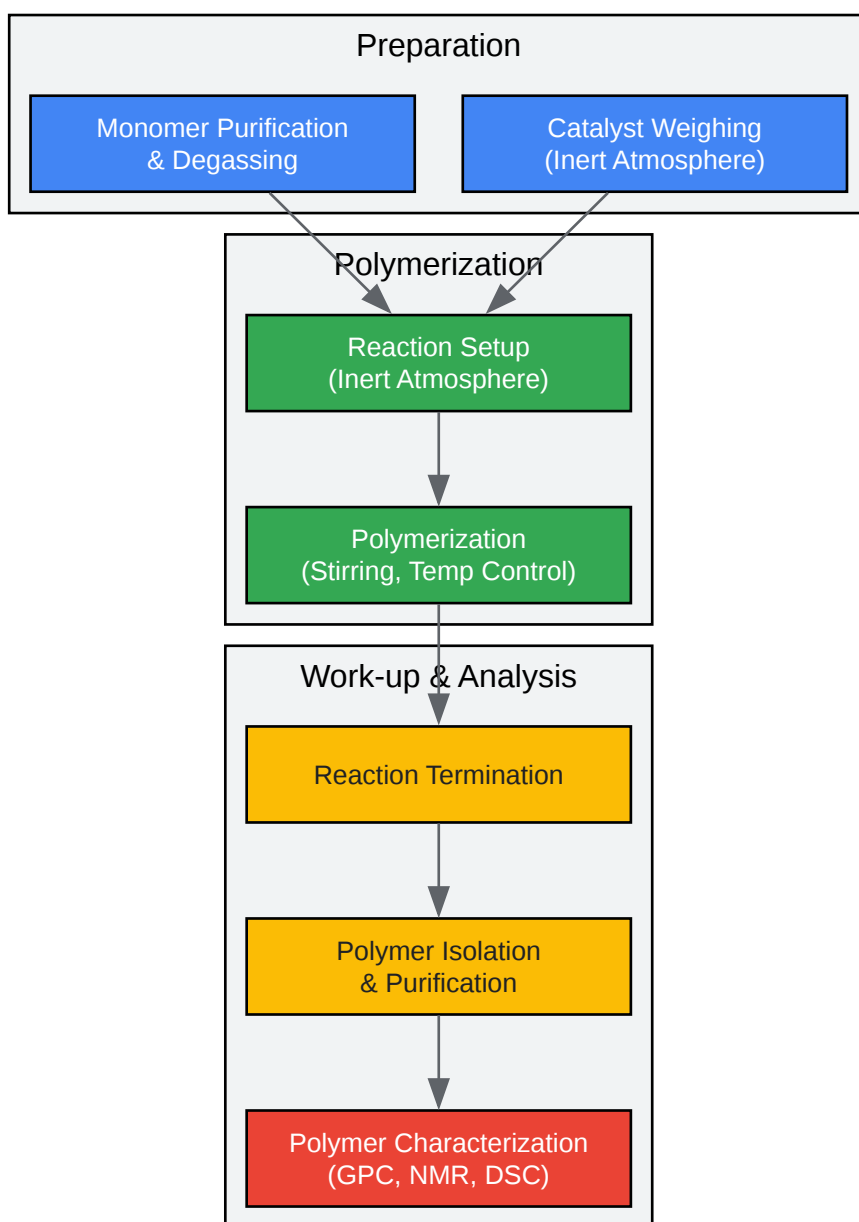 Preparation
Monomer Purification
& Degassing
Catalyst Weighing
(Inert Atmosphere)
Polymerization
Reaction Setup
(Inert Atmosphere)
Polymerization
(Stirring, Temp Control)
Work-up & Analysis
Reaction Termination
Polymer Isolation
& Purification
Polymer Characterization
(GPC, NMR, DSC)